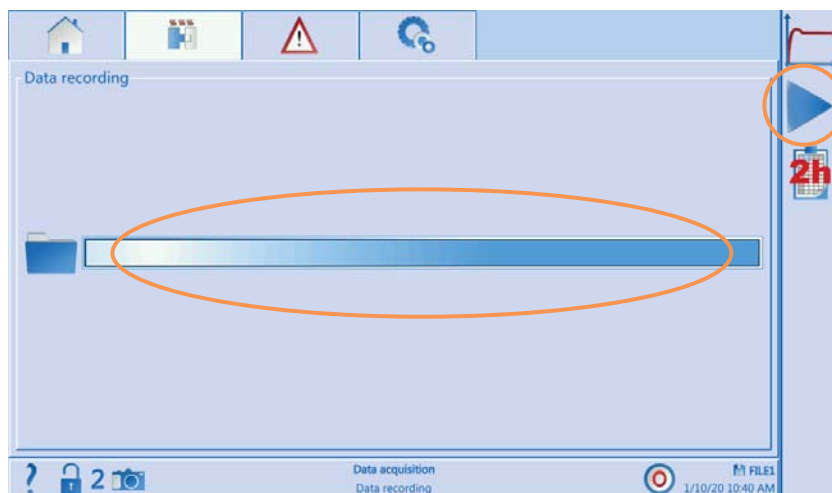 Data recording
2h
?
2
Data acquisition
Data recording
FILE1
1/10/20 10:40 AM